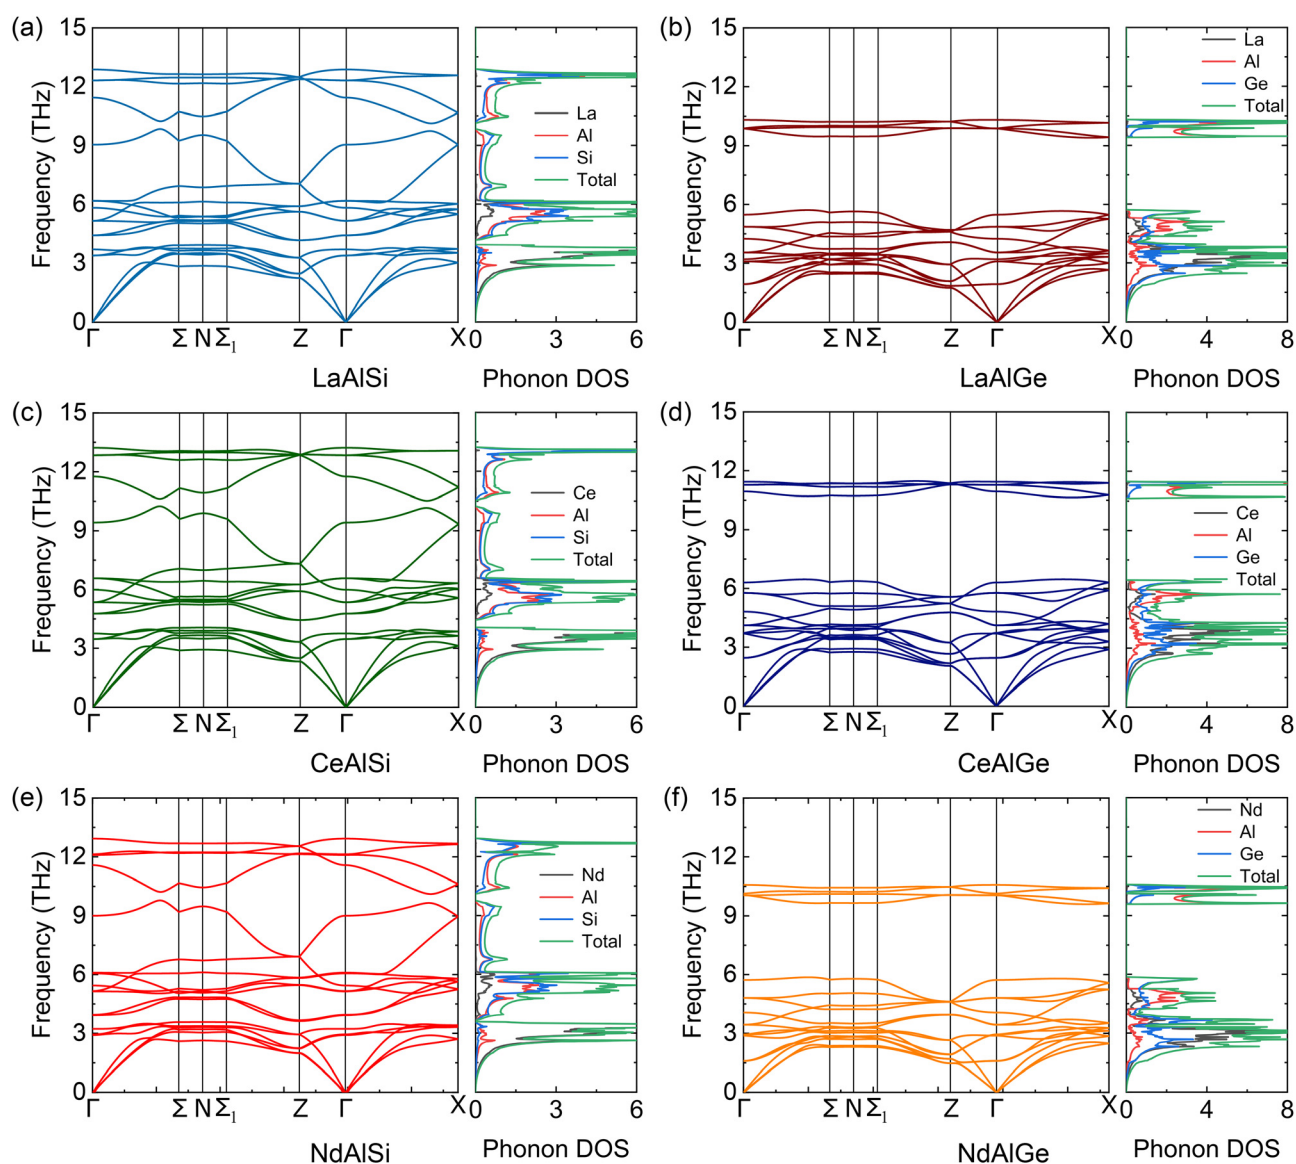 (a)
15
12
9
6
3
0
Frequency (THz)
Γ Σ N Σ1 Z Γ X
LaAlSi
La
Al
Si
Total
0 3 6
Phonon DOS
(b)
15
12
9
6
3
0
Frequency (THz)
Γ Σ N Σ1 Z Γ X
LaAlGe
La
Al
Ge
Total
0 4 8
Phonon DOS
(c)
15
12
9
6
3
0
Frequency (THz)
Γ Σ N Σ1 Z Γ X
CeAlSi
Ce
Al
Si
Total
0 3 6
Phonon DOS
(d)
15
12
9
6
3
0
Frequency (THz)
Γ Σ N Σ1 Z Γ X
CeAlGe
Ce
Al
Ge
Total
0 4 8
Phonon DOS
(e)
15
12
9
6
3
0
Frequency (THz)
Γ Σ N Σ1 Z Γ X
NdAlSi
Nd
Al
Si
Total
0 3 6
Phonon DOS
(f)
15
12
9
6
3
0
Frequency (THz)
Γ Σ N Σ1 Z Γ X
NdAlGe
Nd
Al
Ge
Total
0 4 8
Phonon DOS